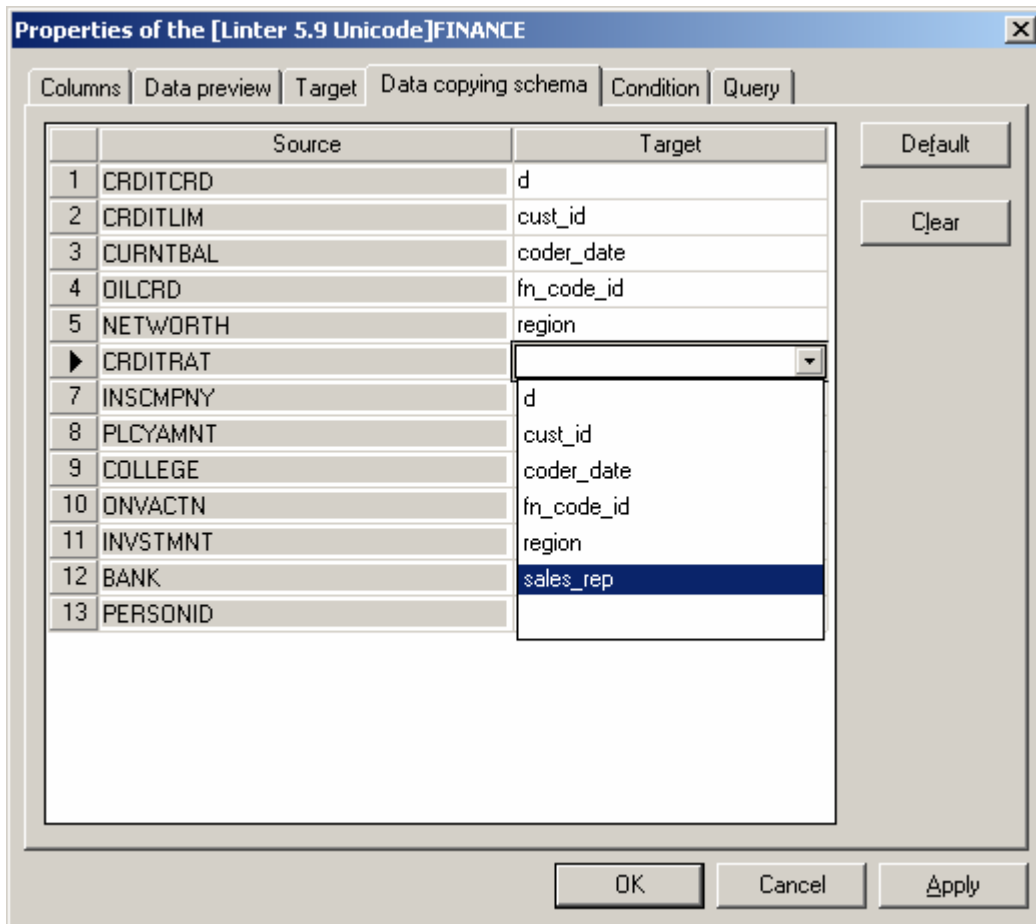 Properties of the [Linter 5.9 Unicode]FINANCE
Columns Data preview Target Data copying schema Condition Query
Source Target Default
1 CRDITCRD d
2 CRDITLIM cust_id Clear
3 CURNTBAL coder_date
4 OILCRD fn_code_id
5 NETWORTH region
CRDITRAT
7 INSCMPNY d
8 PLCYAMNT cust_id
9 COLLEGE coder_date
10 ONVACTN fn_code_id
11 INVSTMNT region
12 BANK sales_rep
13 PERSONID
OK Cancel Apply